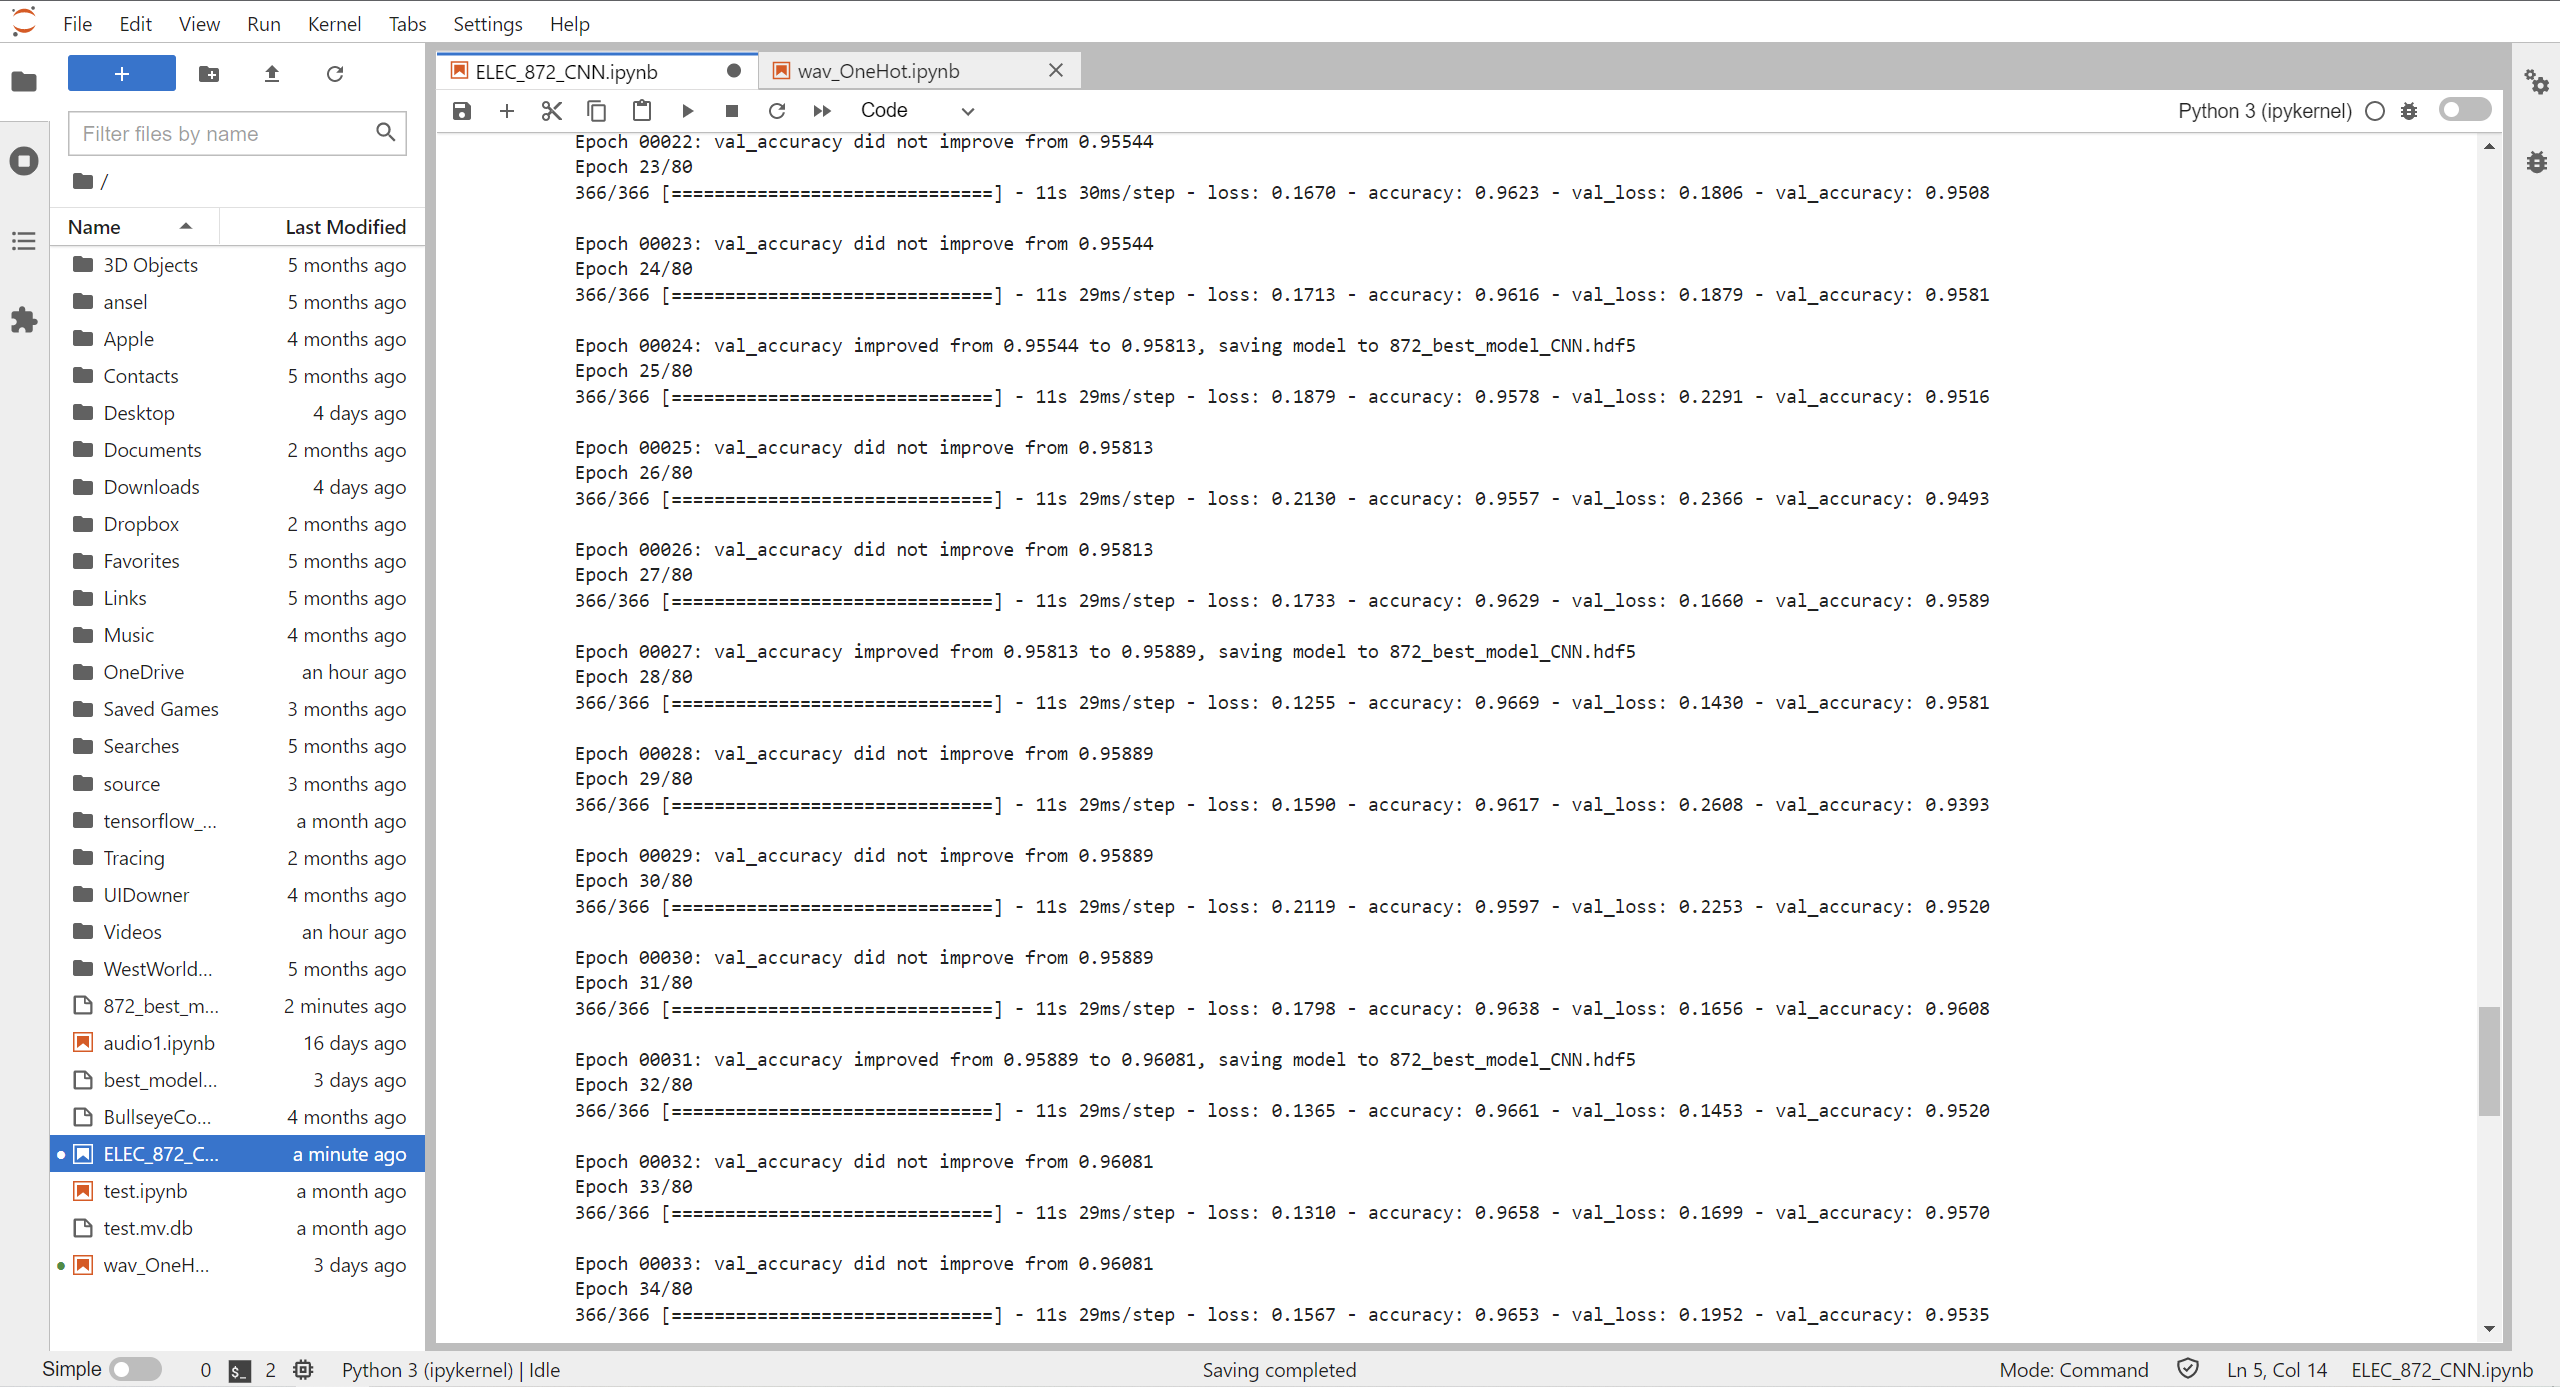 File Edit View Run Kernel Tabs Settings Help
ELEC_872_CNN.ipynb wav_OneHot.ipynb
Code Python 3 (ipykernel)
Filter files by name
/
Name Last Modified
3D Objects 5 months ago
ansel 5 months ago
Apple 4 months ago
Contacts 5 months ago
Desktop 4 days ago
Documents 2 months ago
Downloads 4 days ago
Dropbox 2 months ago
Favorites 5 months ago
Links 5 months ago
Music 4 months ago
OneDrive an hour ago
Saved Games 3 months ago
Searches 5 months ago
source 3 months ago
tensorflow_... a month ago
Tracing 2 months ago
UIDowner 4 months ago
Videos an hour ago
WestWorld... 5 months ago
872_best_m... 2 minutes ago
audio1.ipynb 16 days ago
best_model... 3 days ago
BullseyeCo... 4 months ago
ELEC_872_C... a minute ago
test.ipynb a month ago
test.mv.db a month ago
wav_OneH... 3 days ago
Epoch 00022: val_accuracy did not improve from 0.95544
Epoch 23/80
366/366 [==============================] - 11s 30ms/step - loss: 0.1670 - accuracy: 0.9623 - val_loss: 0.1806 - val_accuracy: 0.9508
Epoch 00023: val_accuracy did not improve from 0.95544
Epoch 24/80
366/366 [==============================] - 11s 29ms/step - loss: 0.1713 - accuracy: 0.9616 - val_loss: 0.1879 - val_accuracy: 0.9581
Epoch 00024: val_accuracy improved from 0.95544 to 0.95813, saving model to 872_best_model_CNN.hdf5
Epoch 25/80
366/366 [==============================] - 11s 29ms/step - loss: 0.1879 - accuracy: 0.9578 - val_loss: 0.2291 - val_accuracy: 0.9516
Epoch 00025: val_accuracy did not improve from 0.95813
Epoch 26/80
366/366 [==============================] - 11s 29ms/step - loss: 0.2130 - accuracy: 0.9557 - val_loss: 0.2366 - val_accuracy: 0.9493
Epoch 00026: val_accuracy did not improve from 0.95813
Epoch 27/80
366/366 [==============================] - 11s 29ms/step - loss: 0.1733 - accuracy: 0.9629 - val_loss: 0.1660 - val_accuracy: 0.9589
Epoch 00027: val_accuracy improved from 0.95813 to 0.95889, saving model to 872_best_model_CNN.hdf5
Epoch 28/80
366/366 [==============================] - 11s 29ms/step - loss: 0.1255 - accuracy: 0.9669 - val_loss: 0.1430 - val_accuracy: 0.9581
Epoch 00028: val_accuracy did not improve from 0.95889
Epoch 29/80
366/366 [==============================] - 11s 29ms/step - loss: 0.1590 - accuracy: 0.9617 - val_loss: 0.2608 - val_accuracy: 0.9393
Epoch 00029: val_accuracy did not improve from 0.95889
Epoch 30/80
366/366 [==============================] - 11s 29ms/step - loss: 0.2119 - accuracy: 0.9597 - val_loss: 0.2253 - val_accuracy: 0.9520
Epoch 00030: val_accuracy did not improve from 0.95889
Epoch 31/80
366/366 [==============================] - 11s 29ms/step - loss: 0.1798 - accuracy: 0.9638 - val_loss: 0.1656 - val_accuracy: 0.9608
Epoch 00031: val_accuracy improved from 0.95889 to 0.96081, saving model to 872_best_model_CNN.hdf5
Epoch 32/80
366/366 [==============================] - 11s 29ms/step - loss: 0.1365 - accuracy: 0.9661 - val_loss: 0.1453 - val_accuracy: 0.9520
Epoch 00032: val_accuracy did not improve from 0.96081
Epoch 33/80
366/366 [==============================] - 11s 29ms/step - loss: 0.1310 - accuracy: 0.9658 - val_loss: 0.1699 - val_accuracy: 0.9570
Epoch 00033: val_accuracy did not improve from 0.96081
Epoch 34/80
366/366 [==============================] - 11s 29ms/step - loss: 0.1567 - accuracy: 0.9653 - val_loss: 0.1952 - val_accuracy: 0.9535
Simple 0 $_ 2 Python 3 (ipykernel) | Idle Saving completed Mode: Command Ln 5, Col 14 ELEC_872_CNN.ipynb